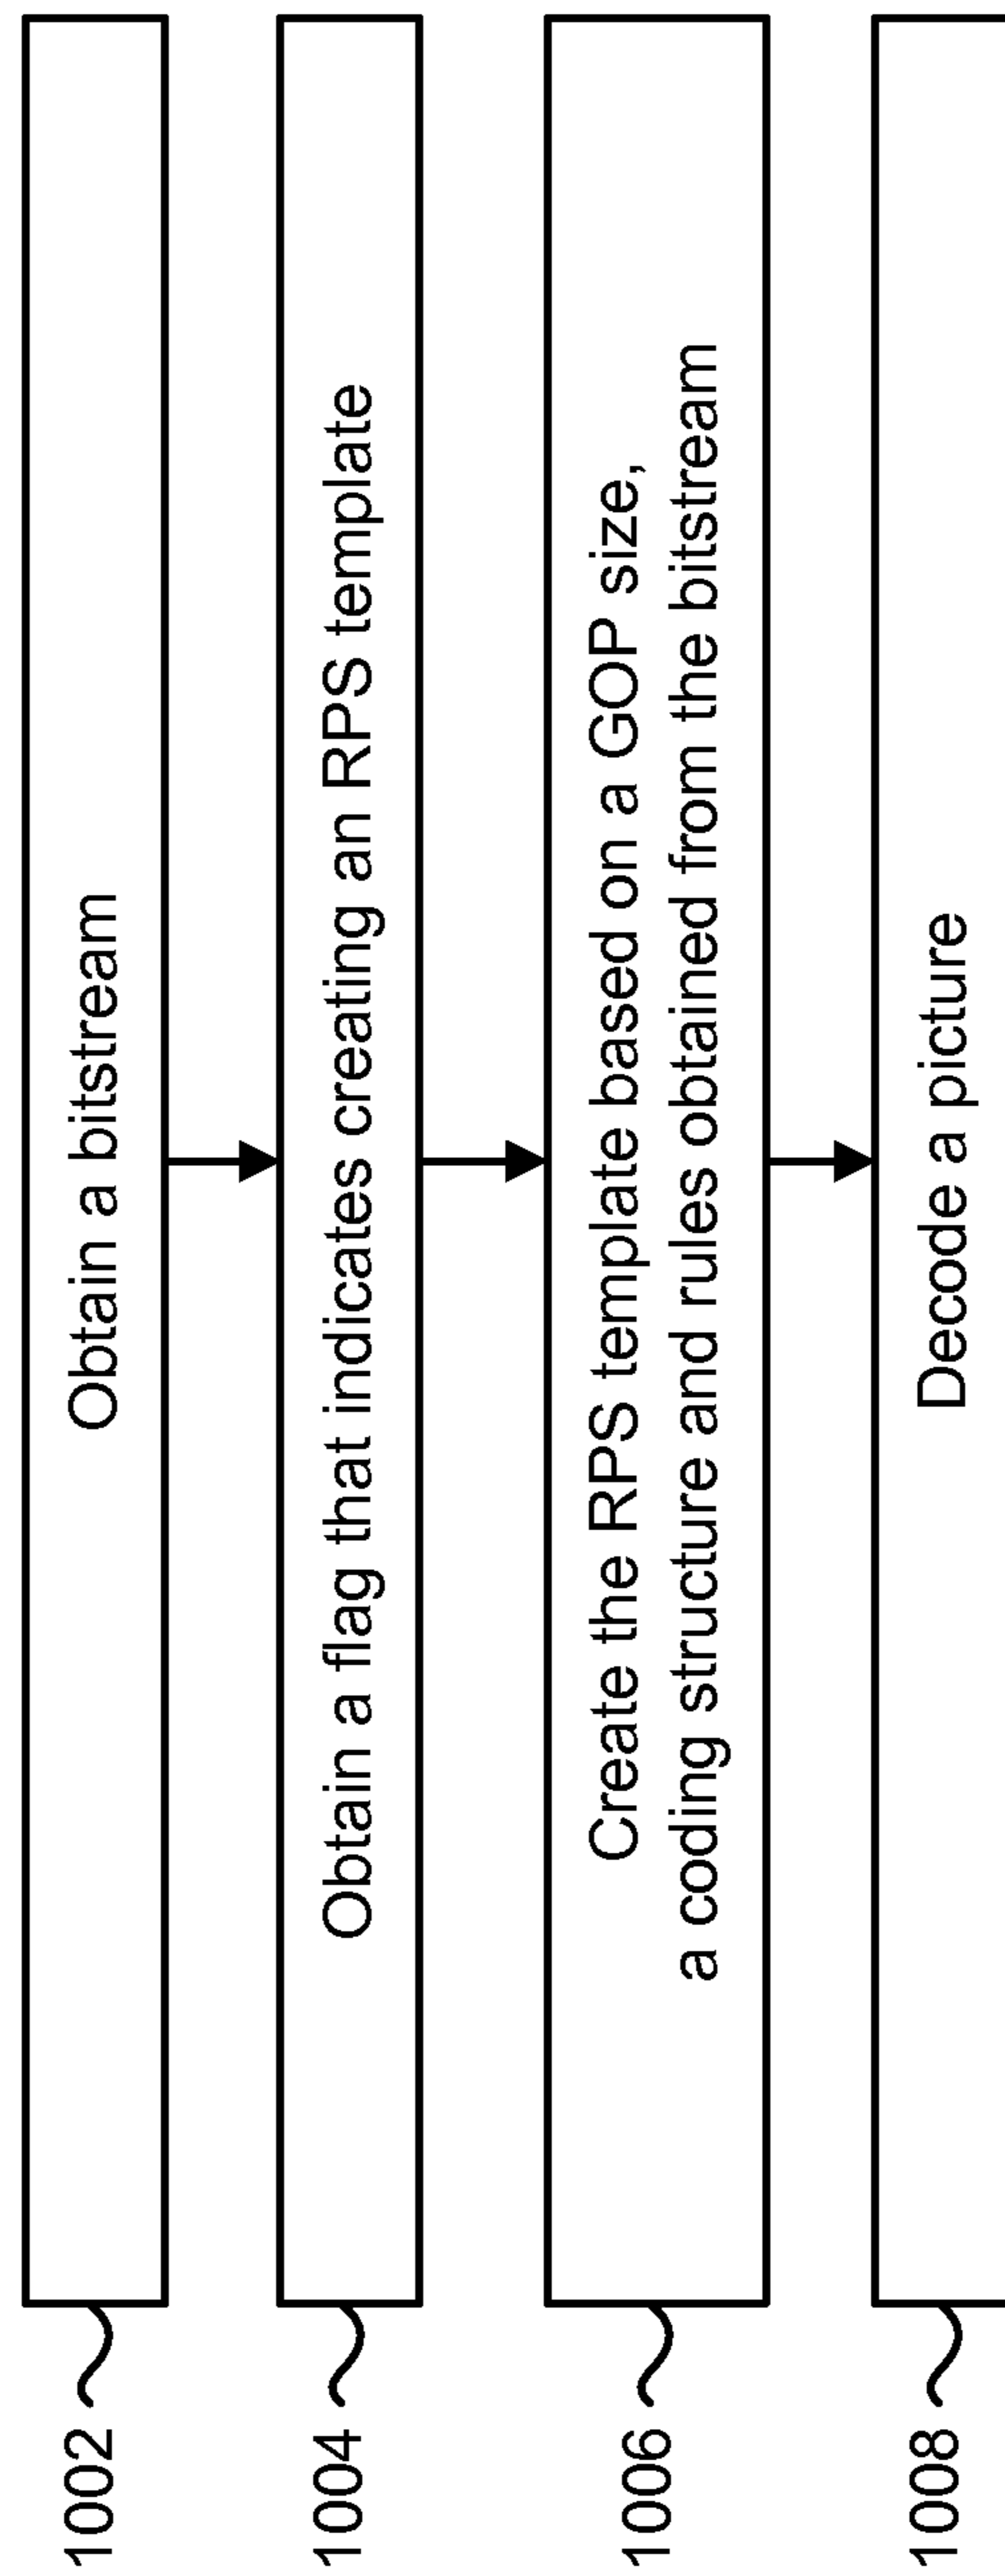 1002
Obtain a bitstream
1004
Obtain a flag that indicates creating an RPS template
1006
Create the RPS template based on a GOP size,
a coding structure and rules obtained from the bitstream
1008
Decode a picture